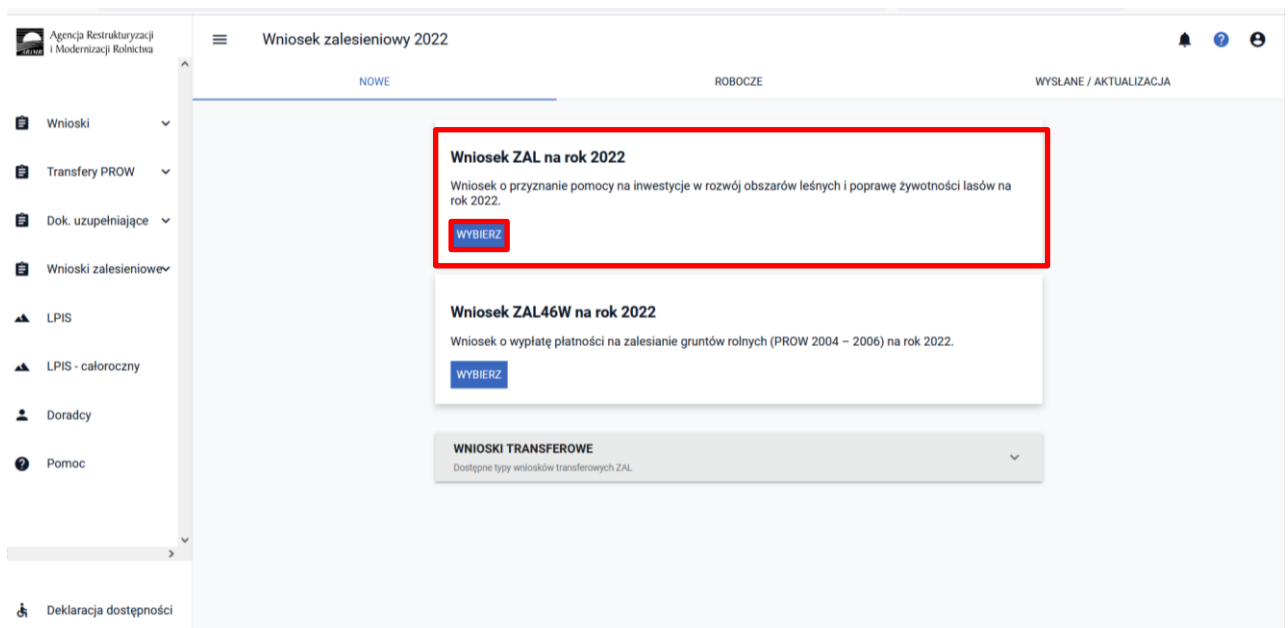 Agencja Restrukturyzacji
i Modernizacji Rolnictwa
ARiMR
Wniosek zalesieniowy 2022
NOWE
ROBOCZE
WYSŁANE / AKTUALIZACJA
Wnioski
Transfery PROW
Dok. uzupełniające
Wnioski zalesieniowe
LPIS
LPIS - całoroczny
Doradcy
Pomoc
Deklaracja dostępności
Wniosek ZAL na rok 2022
Wniosek o przyznanie pomocy na inwestycje w rozwój obszarów leśnych i poprawę żywotności lasów na
rok 2022.
WYBIERZ
Wniosek ZAL46W na rok 2022
Wniosek o wypłatę płatności na zalesianie gruntów rolnych (PROW 2004 – 2006) na rok 2022.
WYBIERZ
WNIOSKI TRANSFEROWE
Dostępne typy wniosków transferowych ZAL